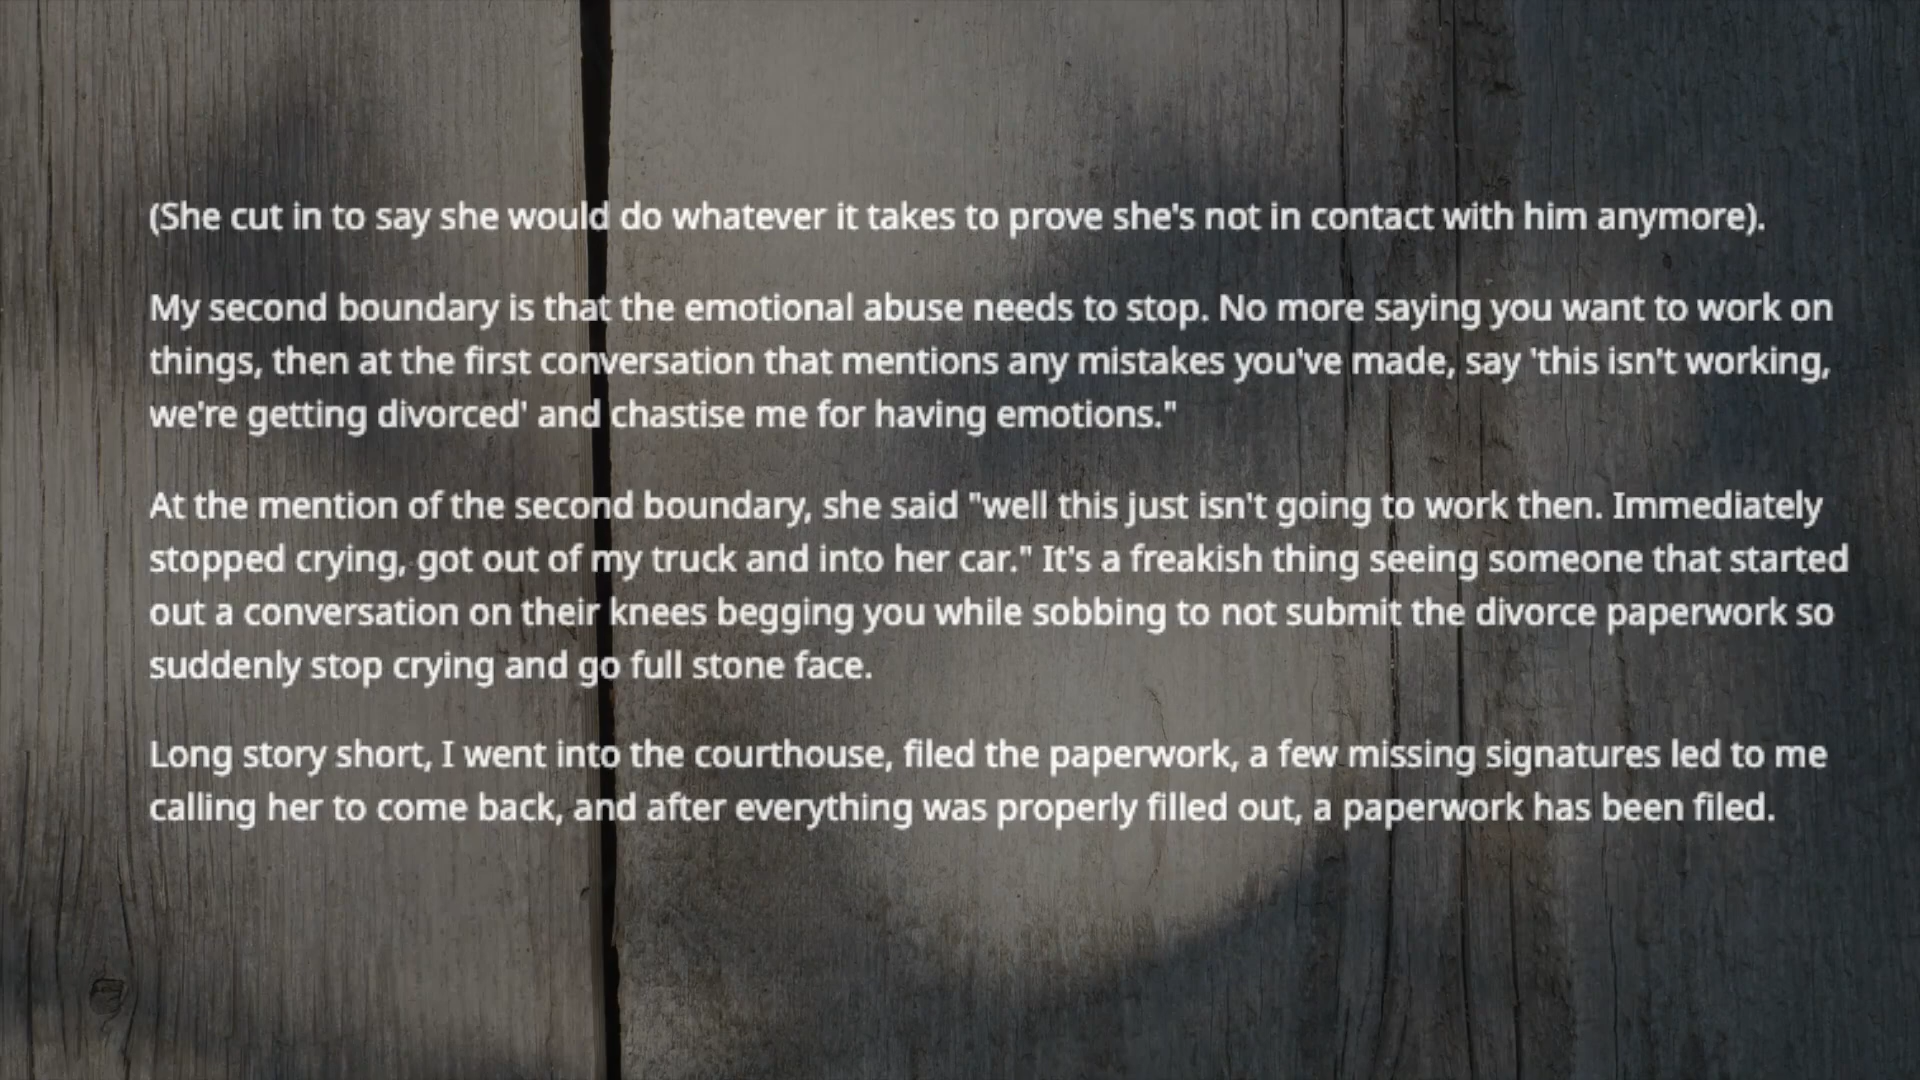 (She cut in to say she would do whatever it takes to prove she's not in contact with him anymore).
My second boundary is that the emotional abuse needs to stop. No more saying you want to work on
things, then at the first conversation that mentions any mistakes you've made, say 'this isn't working,
we're getting divorced' and chastise me for having emotions."
At the mention of the second boundary, she said "well this just isn't going to work then. Immediately
stopped crying, got out of my truck and into her car." It's a freakish thing seeing someone that started
out a conversation on their knees begging you while sobbing to not submit the divorce paperwork so
suddenly stop crying and go full stone face.
Long story short, I went into the courthouse, filed the paperwork, a few missing signatures led to me
calling her to come back, and after everything was properly filled out, a paperwork has been filed.